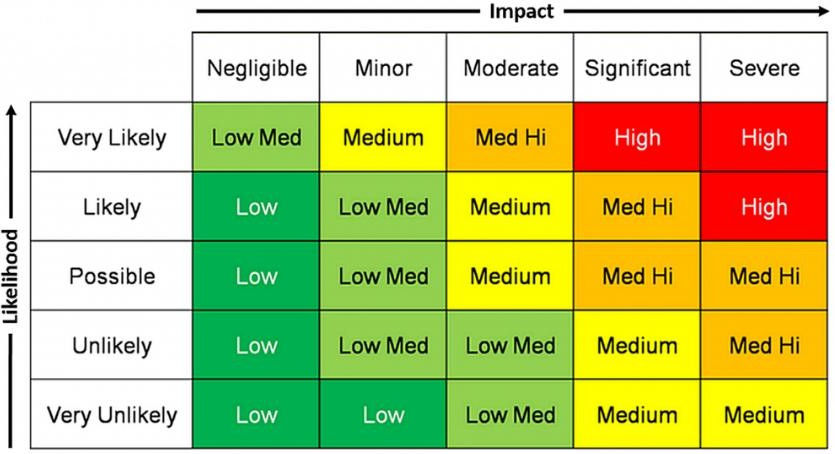 Impact
Negligible Minor Moderate Significant Severe
Very Likely Low Med Medium Med Hi High High
Likely Low Low Med Medium Med Hi High
Possible Low Low Med Medium Med Hi Med Hi
Unlikely Low Low Med Low Med Medium Med Hi
Very Unlikely Low Low Low Med Medium Medium
Likelihood